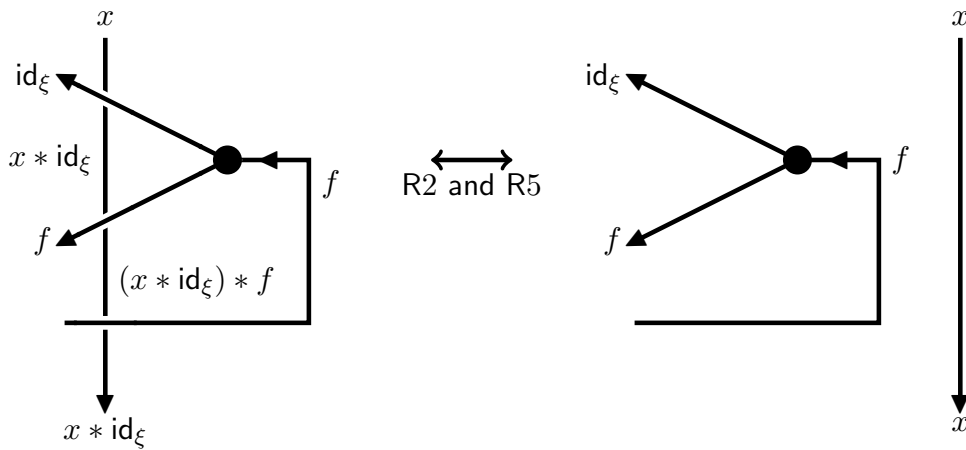 x
id_ξ
x * id_ξ
f
f
(x * id_ξ) * f
x * id_ξ
R2 and R5
x
id_ξ
f
f
x